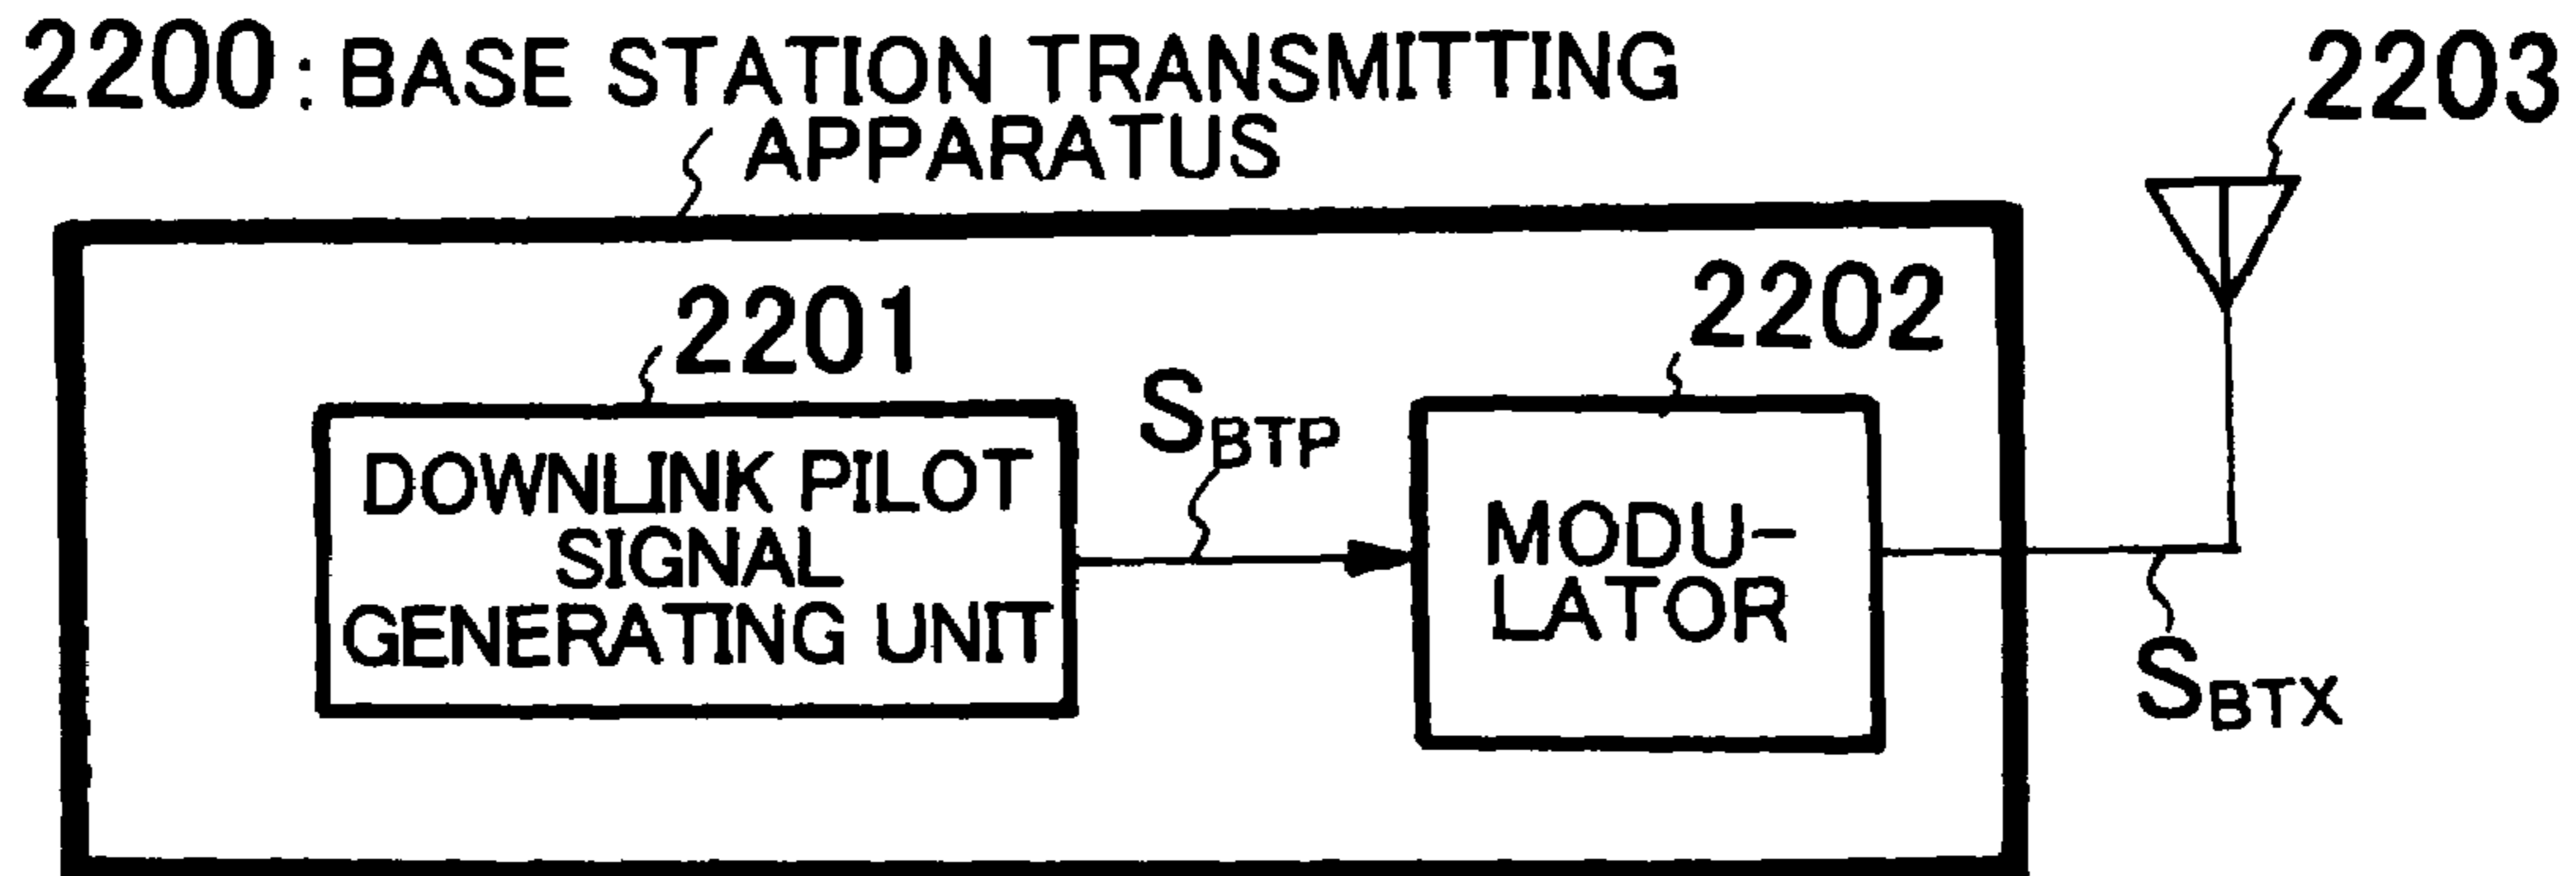 2200 : BASE STATION TRANSMITTING
APPARATUS
2203
2201
2202
DOWNLINK PILOT
SIGNAL
GENERATING UNIT
SBTP
MODU-
LATOR
SBTX